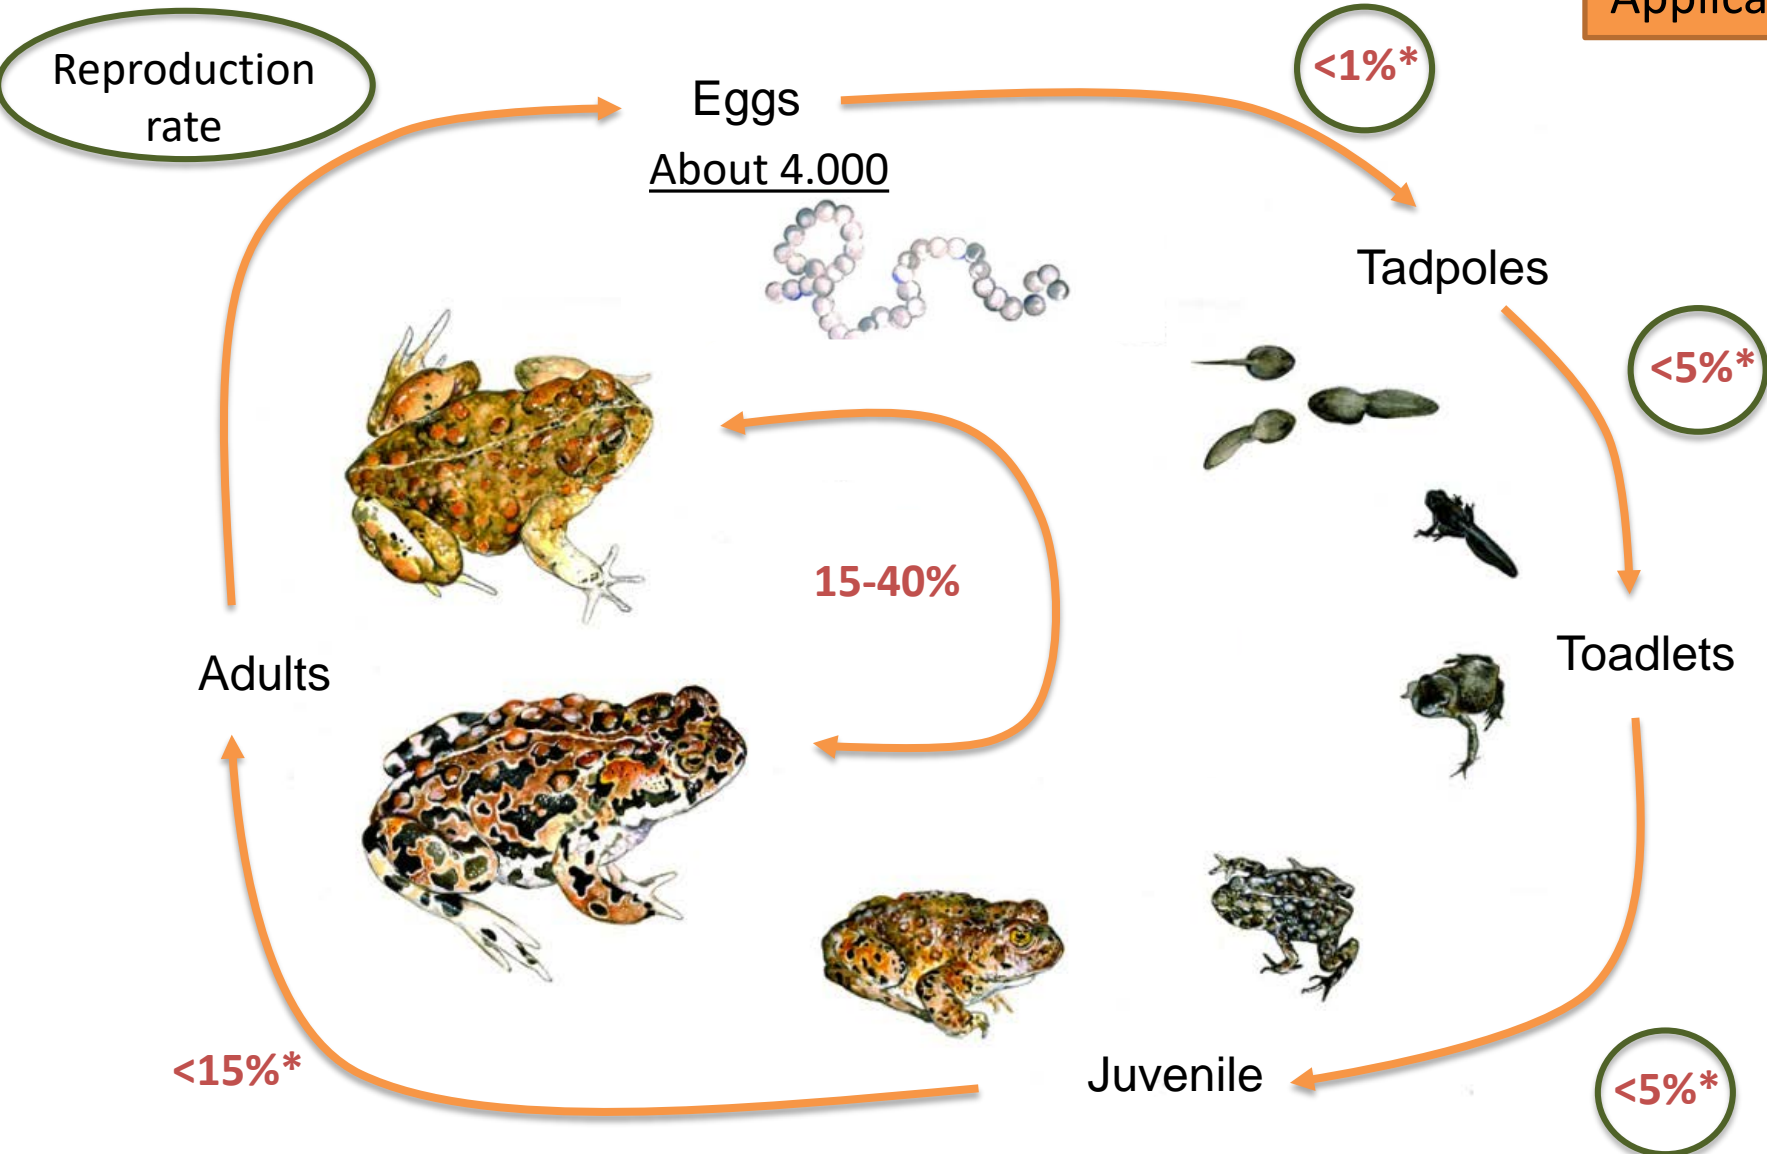 Reproduction
rate
Eggs
About 4.000
<1%*
Tadpoles
<5%*
15-40%
Adults
Toadlets
<15%*
Juvenile
<5%*